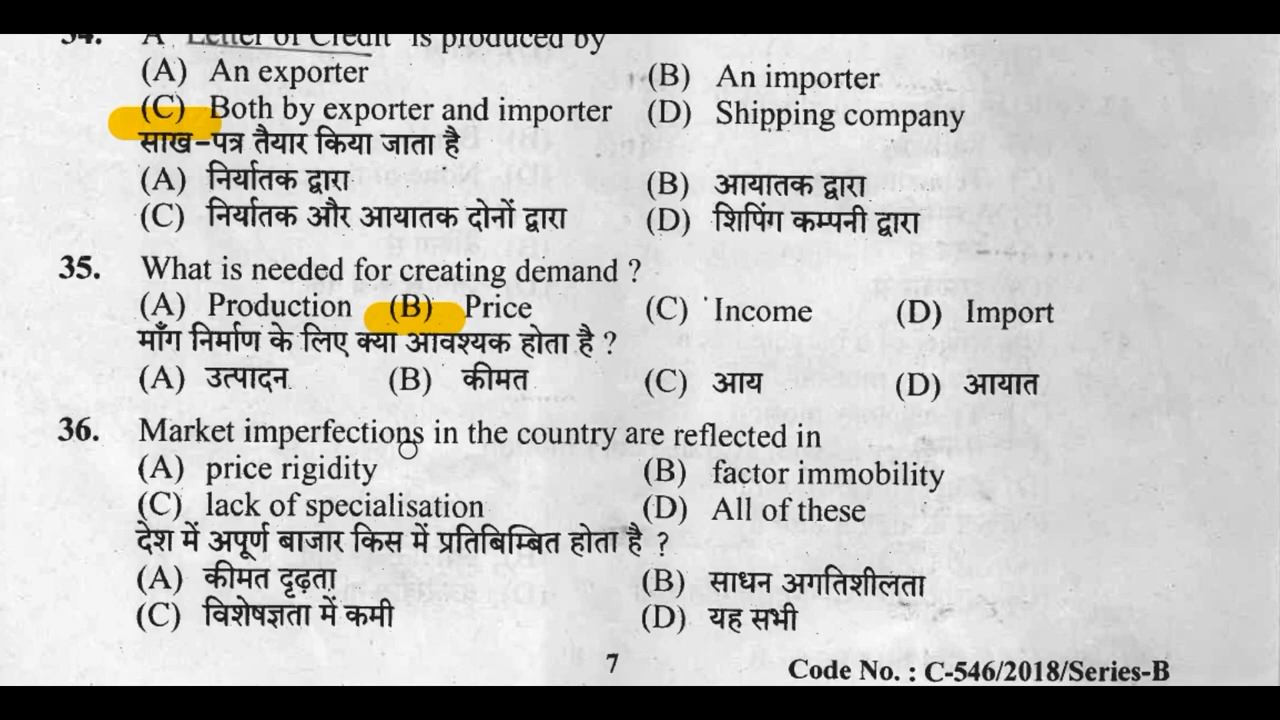 34. A "Letter of Credit" is produced by
(A) An exporter (B) An importer
(C) Both by exporter and importer (D) Shipping company
साख-पत्र तैयार किया जाता है
(A) निर्यातक द्वारा (B) आयातक द्वारा
(C) निर्यातक और आयातक दोनों द्वारा (D) शिपिंग कम्पनी द्वारा
35. What is needed for creating demand ?
(A) Production (B) Price (C) Income (D) Import
माँग निर्माण के लिए क्या आवश्यक होता है ?
(A) उत्पादन (B) कीमत (C) आय (D) आयात
36. Market imperfections in the country are reflected in
(A) price rigidity (B) factor immobility
(C) lack of specialisation (D) All of these
देश में अपूर्ण बाजार किस में प्रतिबिम्बित होता है ?
(A) कीमत दृढ़ता (B) साधन अगतिशीलता
(C) विशेषज्ञता में कमी (D) यह सभी
7 Code No. : C-546/2018/Series-B